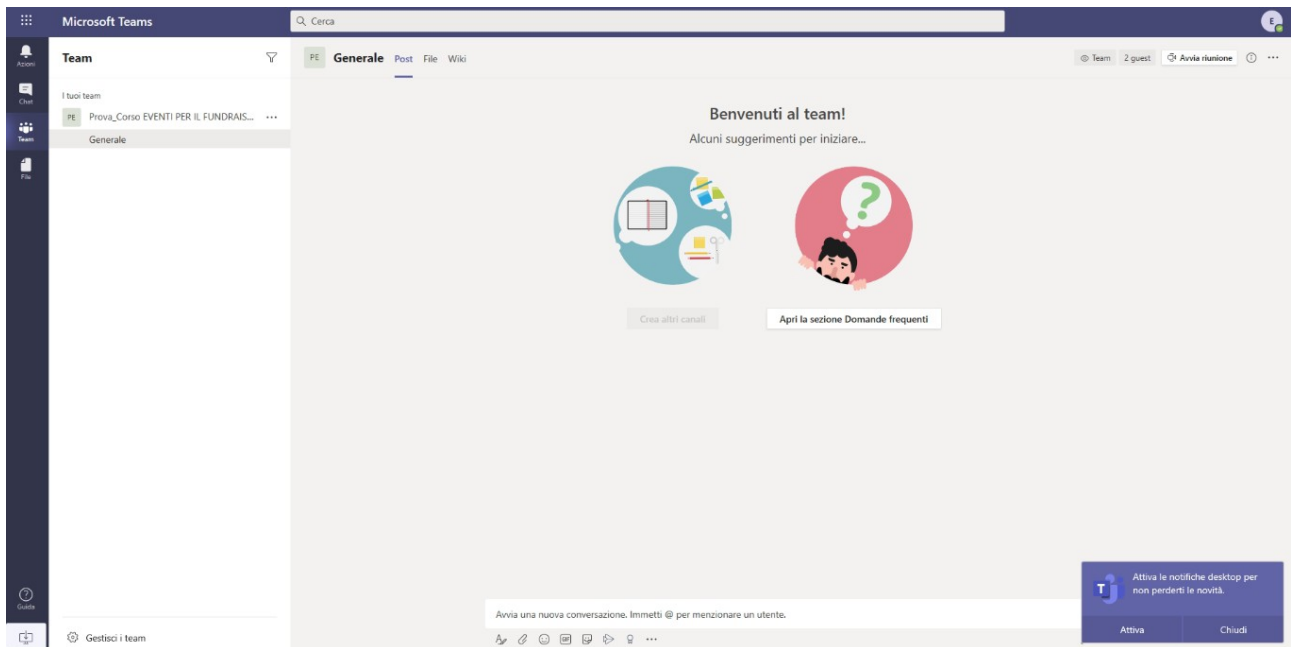 Microsoft Teams
Cerca
E
Azioni
Chat
Team
File
Guida
Team
I tuoi team
PE Prova_Corso EVENTI PER IL FUNDRAIS...
Generale
Gestisci i team
PE Generale Post File Wiki
Team 2 guest Avvia riunione
Benvenuti al team!
Alcuni suggerimenti per iniziare...
Crea altri canali Apri la sezione Domande frequenti
Avvia una nuova conversazione. Immetti @ per menzionare un utente.
GIF
T
Attiva le notifiche desktop per
non perderti le novità.
Attiva Chiudi